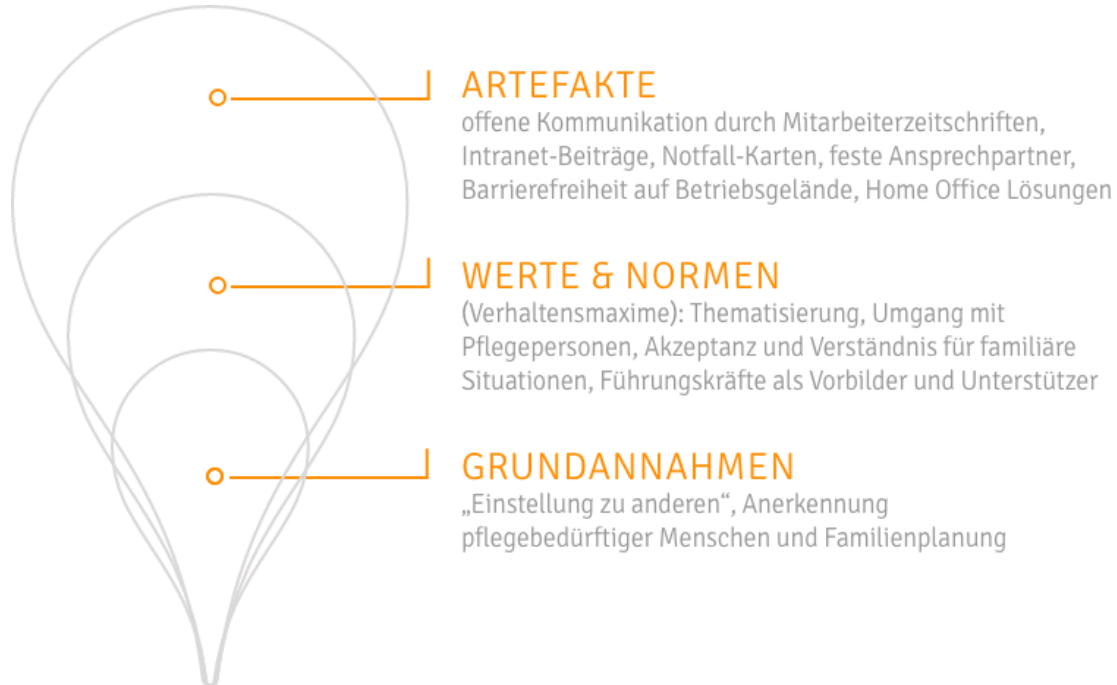 ARTEFAKTE
offene Kommunikation durch Mitarbeiterzeitschriften,
Intranet-Beiträge, Notfall-Karten, feste Ansprechpartner,
Barrierefreiheit auf Betriebsgelände, Home Office Lösungen
WERTE & NORMEN
(Verhaltensmaxime): Thematisierung, Umgang mit
Pflegepersonen, Akzeptanz und Verständnis für familiäre
Situationen, Führungskräfte als Vorbilder und Unterstützer
GRUNDANNAHMEN
„Einstellung zu anderen“, Anerkennung
pflegebedürftiger Menschen und Familienplanung